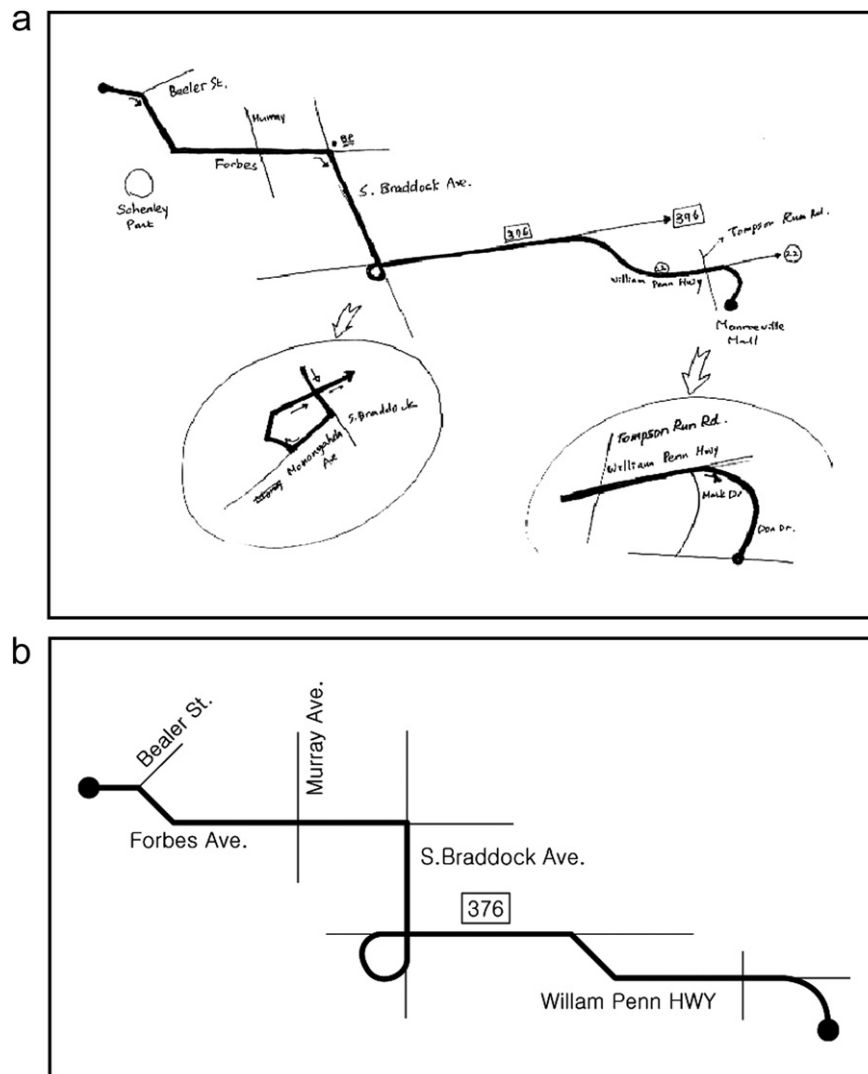 a
Beeler St.
Murray
BP
Forbes
S. Braddock Ave.
Schenley
Park
396
396
Tompson Run Rd.
22
22
William Penn Hwy
Monroeville
Mall
S.Braddock
Monongahela
Ave
Tompson Run Rd.
William Penn Hwy
Mark Dr
Don Dr.
b
Bealer St.
Murray Ave.
Forbes Ave.
S.Braddock Ave.
376
Willam Penn HWY